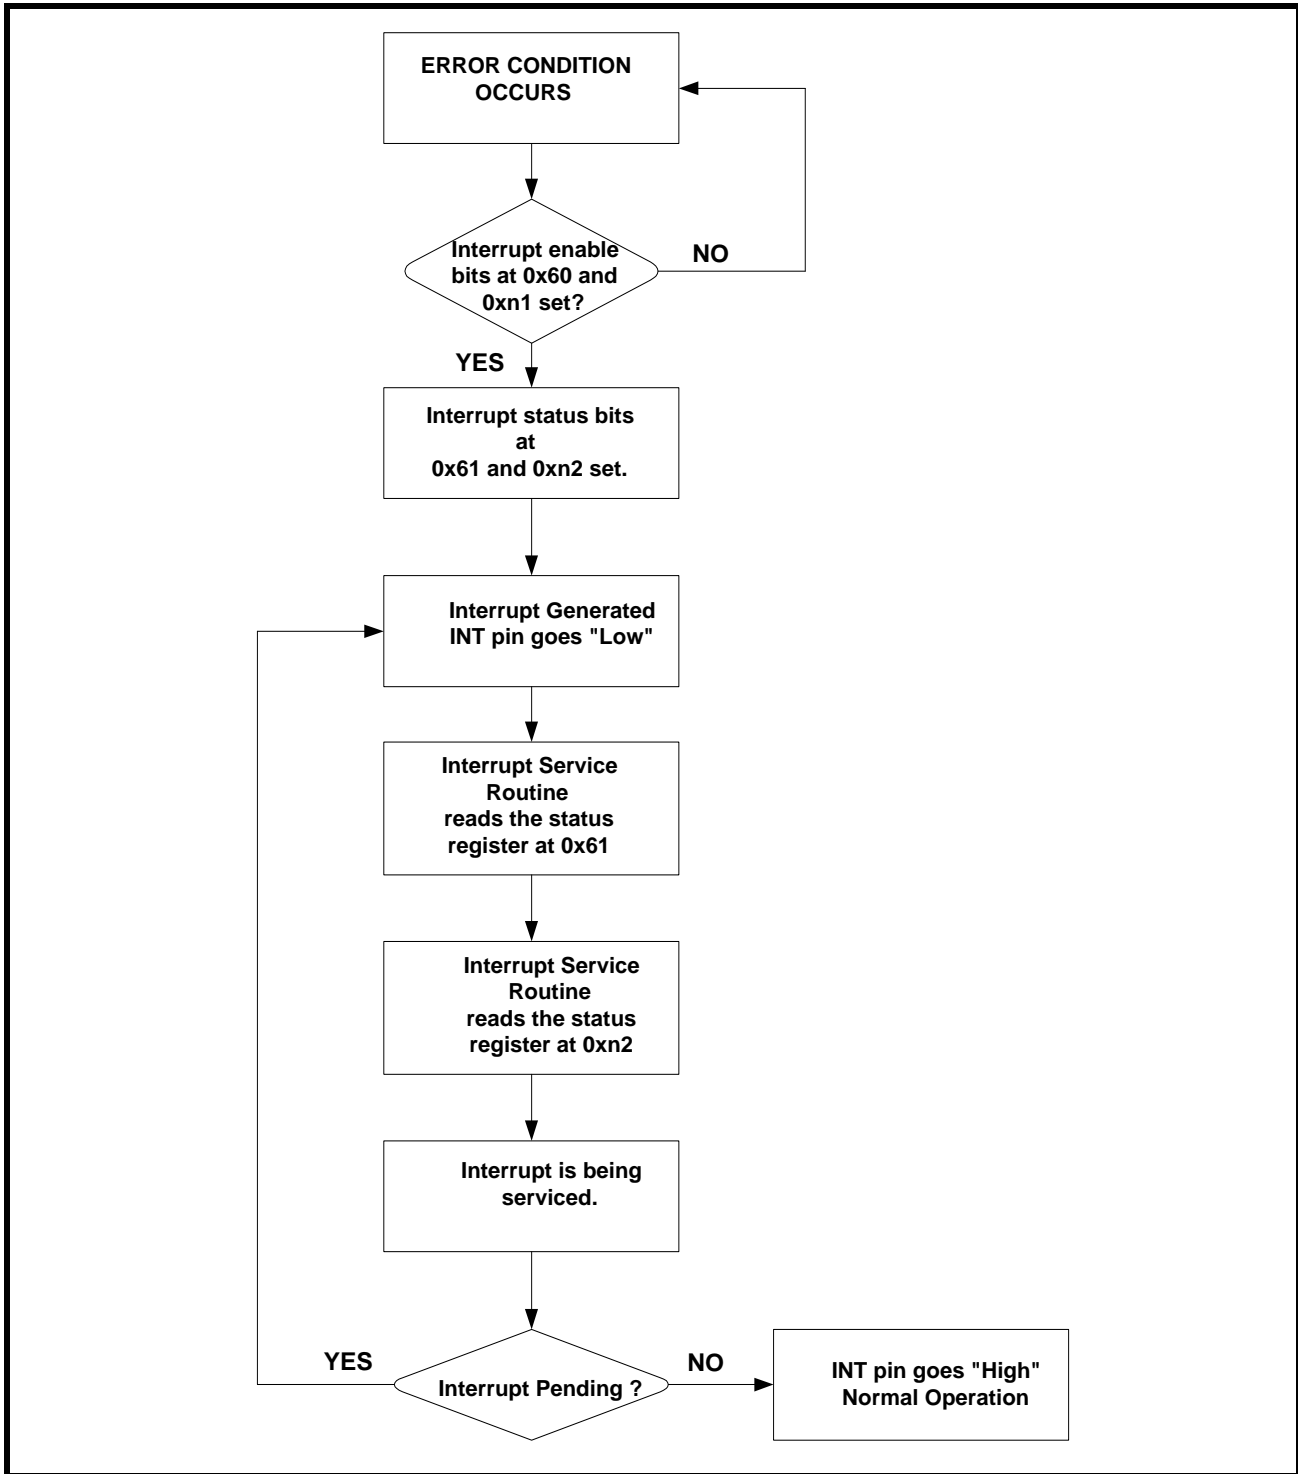 ERROR CONDITION
OCCURS
Interrupt enable
bits at 0x60 and
0xn1 set?
NO
YES
Interrupt status bits
at
0x61 and 0xn2 set.
Interrupt Generated
INT pin goes "Low"
Interrupt Service
Routine
reads the status
register at 0x61
Interrupt Service
Routine
reads the status
register at 0xn2
Interrupt is being
serviced.
YES
Interrupt Pending ?
NO
INT pin goes "High"
Normal Operation